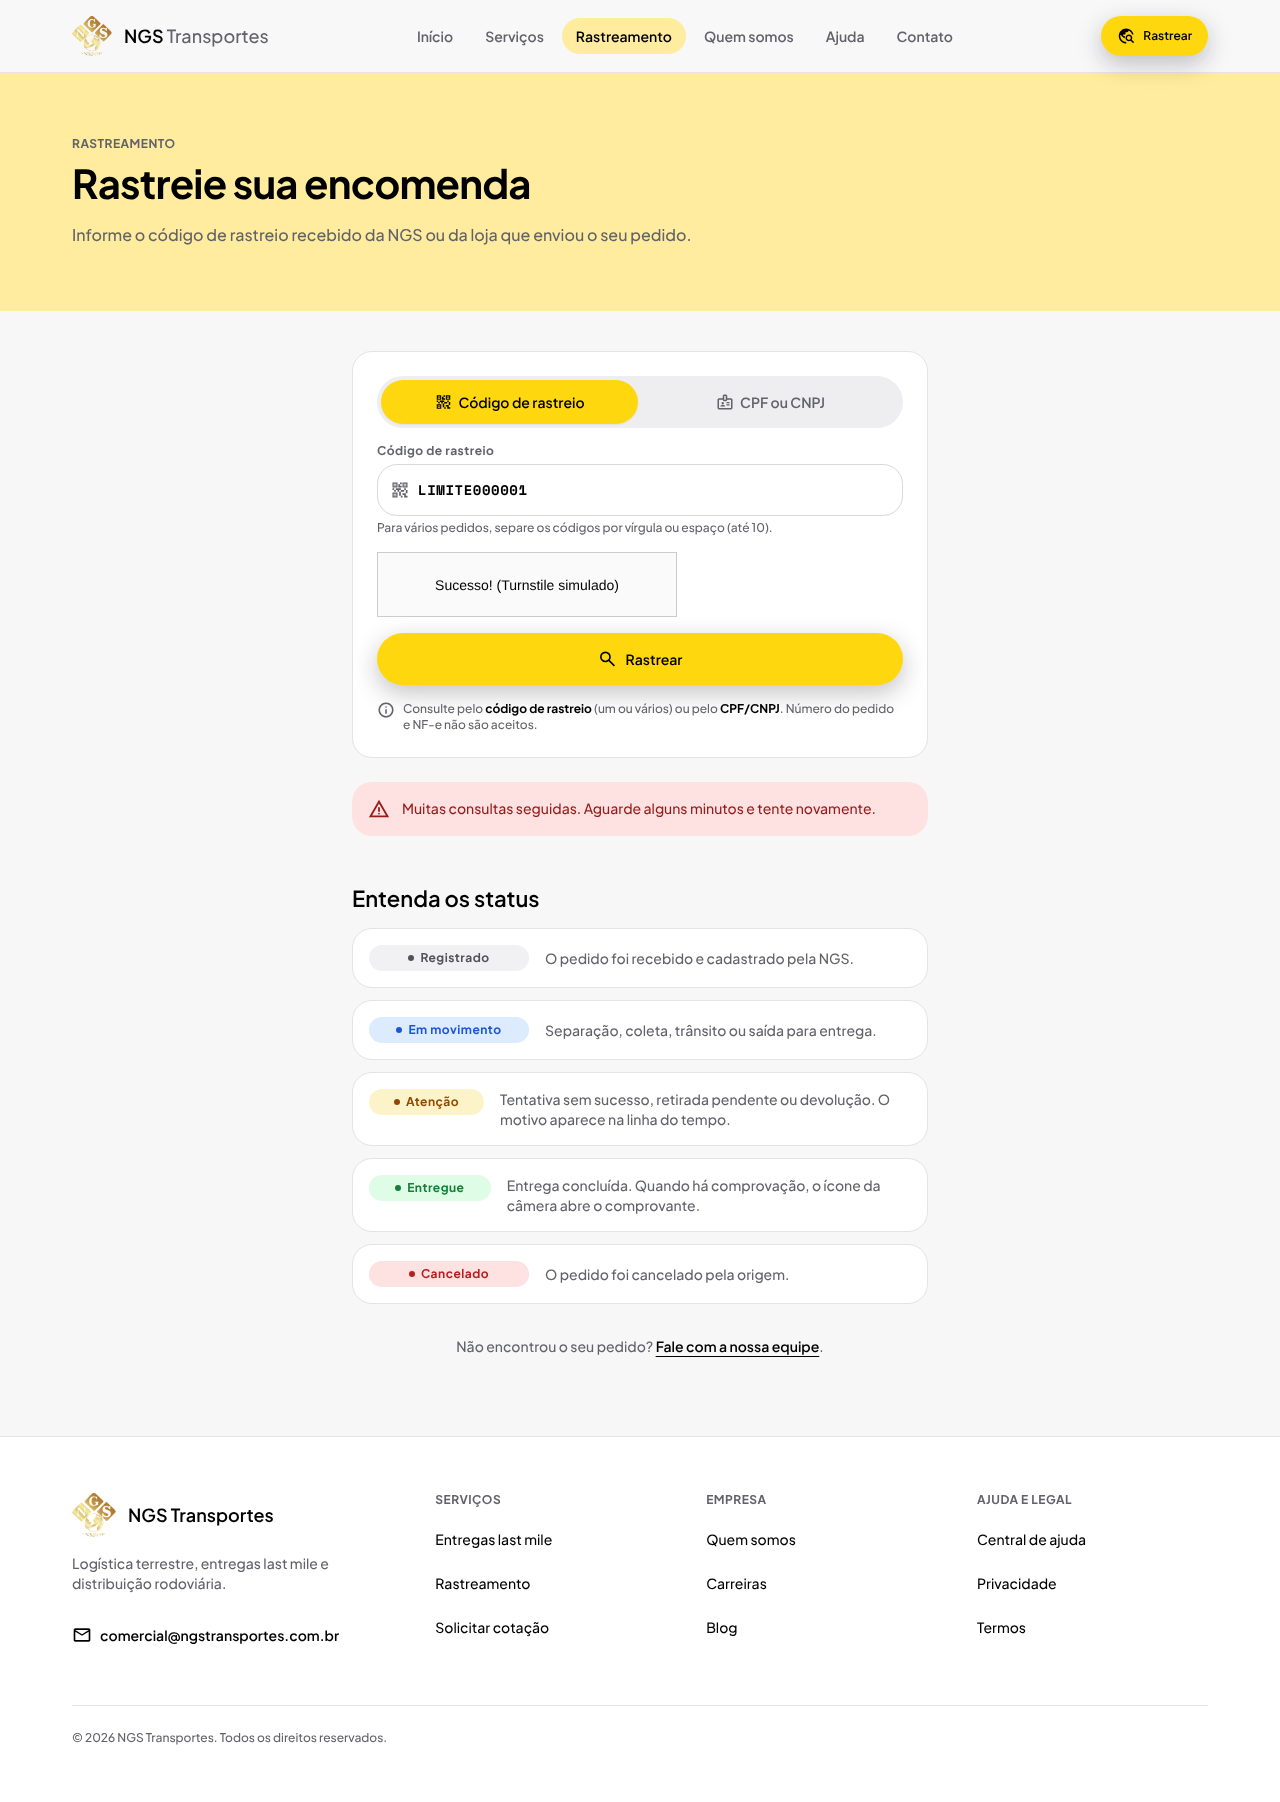 NGS Transportes
Início
Serviços
Rastreamento
Quem somos
Ajuda
Contato
Rastrear
RASTREAMENTO
Rastreie sua encomenda
Informe o código de rastreio recebido da NGS ou da loja que enviou o seu pedido.
Código de rastreio
CPF ou CNPJ
Código de rastreio
LIMITE000001
Para vários pedidos, separe os códigos por vírgula ou espaço (até 10).
Sucesso! (Turnstile simulado)
Rastrear
Consulte pelo código de rastreio (um ou vários) ou pelo CPF/CNPJ. Número do pedido
e NF-e não são aceitos.
Muitas consultas seguidas. Aguarde alguns minutos e tente novamente.
Entenda os status
Registrado
O pedido foi recebido e cadastrado pela NGS.
Em movimento
Separação, coleta, trânsito ou saída para entrega.
Atenção
Tentativa sem sucesso, retirada pendente ou devolução. O
motivo aparece na linha do tempo.
Entregue
Entrega concluída. Quando há comprovação, o ícone da
câmera abre o comprovante.
Cancelado
O pedido foi cancelado pela origem.
Não encontrou o seu pedido? Fale com a nossa equipe.
NGS Transportes
Logística terrestre, entregas last mile e
distribuição rodoviária.
comercial@ngstransportes.com.br
SERVIÇOS
Entregas last mile
Rastreamento
Solicitar cotação
EMPRESA
Quem somos
Carreiras
Blog
AJUDA E LEGAL
Central de ajuda
Privacidade
Termos
© 2026 NGS Transportes. Todos os direitos reservados.